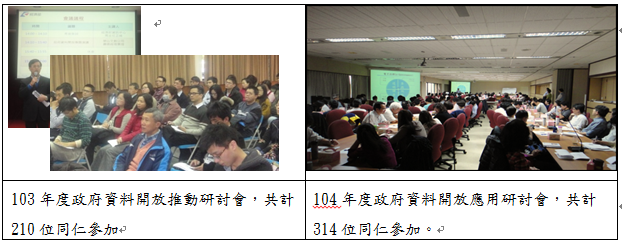 103 年度政府資料開放推動研討會，共計
210 位同仁參加
104 年度政府資料開放應用研討會，共計
314 位同仁參加。